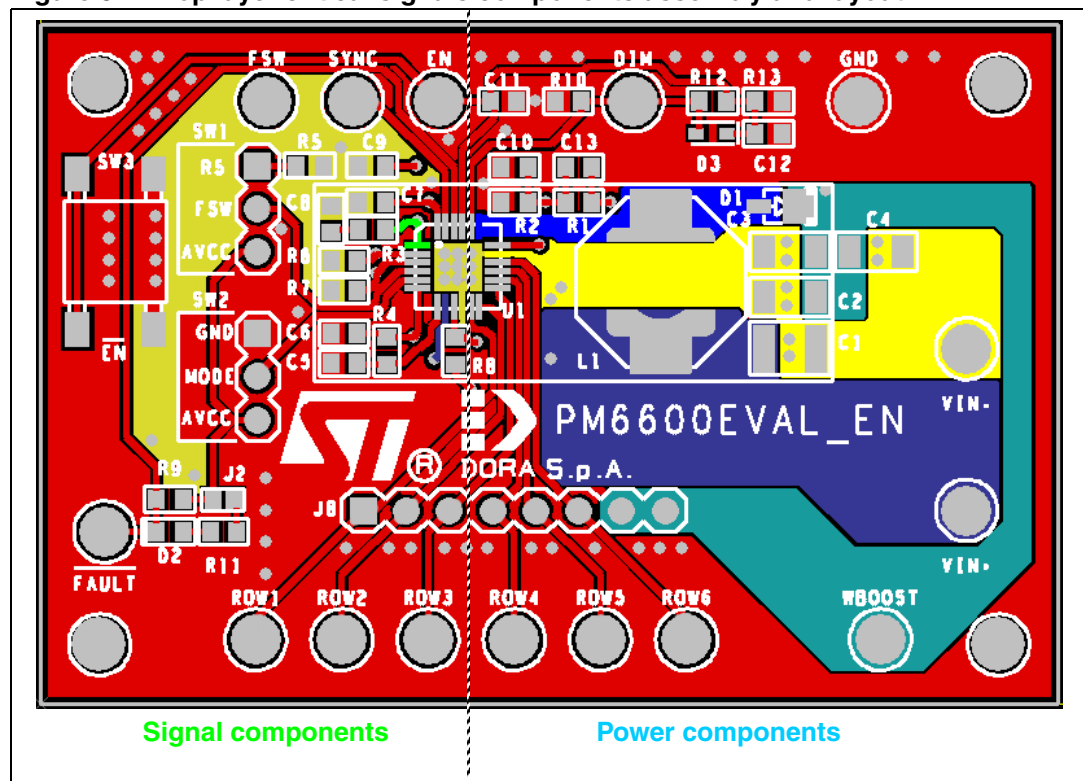 FSW SYNC EN C11 R10 DIM R12 R13 GND
SW1 R5 C9 C10 C13 D3 C12
SW3 R5 C8 C7 R2 R1 D1 C3 C4
FSW
AVCC R6 R3
SW2 R7 U1 C2
GND C6 R4 L1 C1
EN C5 R8
MODE
AVCC VIN-
PM6600EVAL_EN
ST ® DORA S.p.A.
R9 J2
J8
D2 R11
FAULT VIN+
ROW1 ROW2 ROW3 ROW4 ROW5 ROW6 WBOOST
Signal components Power components